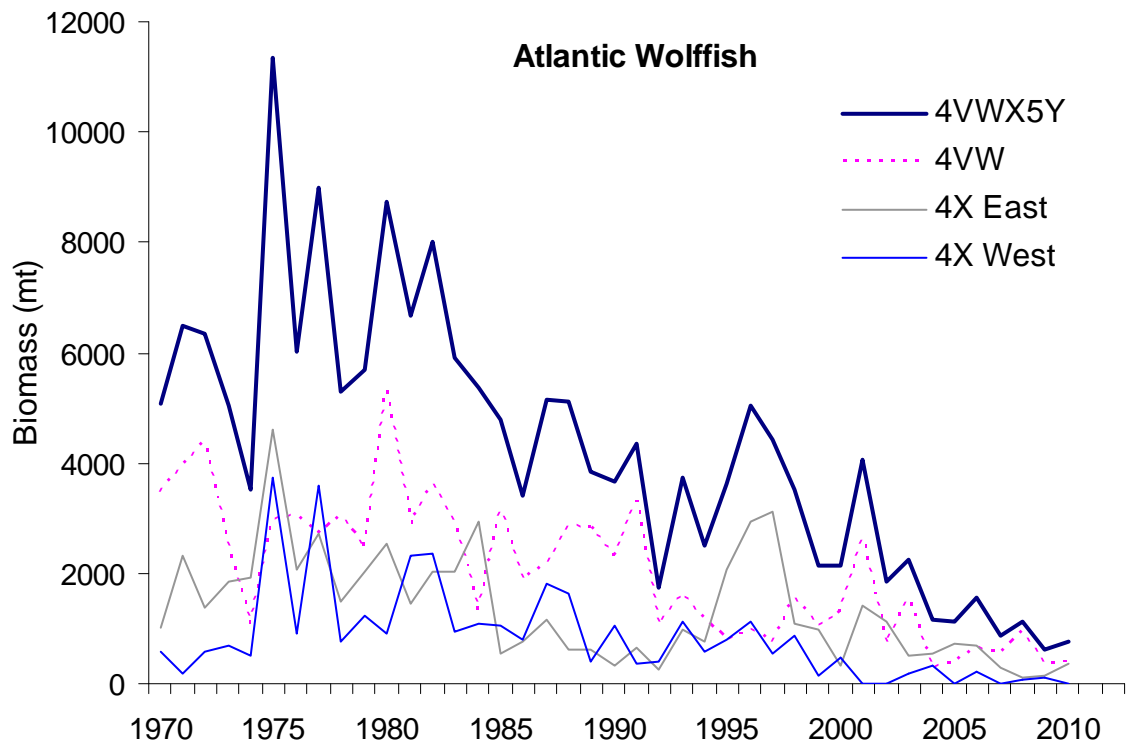 Atlantic Wolffish
4VWX5Y
4VW
4X East
4X West
Biomass (mt)
12000
10000
8000
6000
4000
2000
0
1970 1975 1980 1985 1990 1995 2000 2005 2010